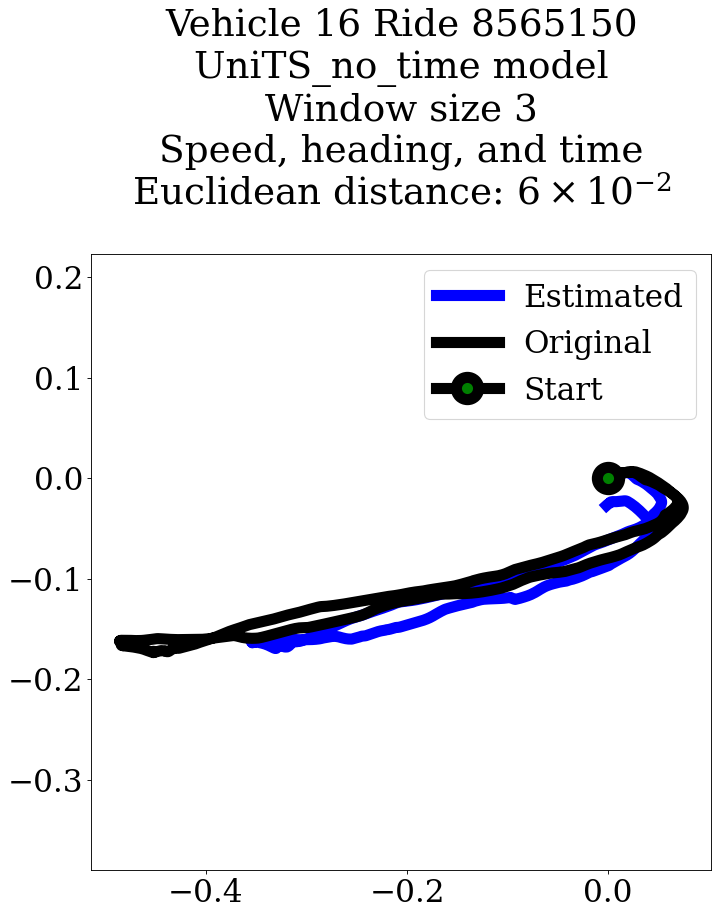 Vehicle 16 Ride 8565150
UniTS_no_time model
Window size 3
Speed, heading, and time
Euclidean distance: 6 × 10⁻²
0.2
Estimated
0.1
Original
Start
0.0
−0.1
−0.2
−0.3
−0.4 −0.2 0.0